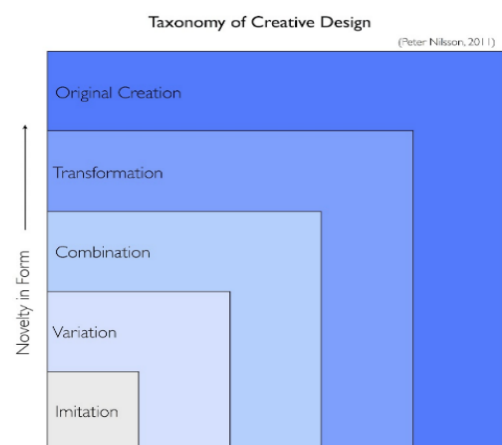 Taxonomy of Creative Design
(Peter Nilsson, 2011)
Original Creation
Transformation
Combination
Variation
Imitation
Novelty in Form